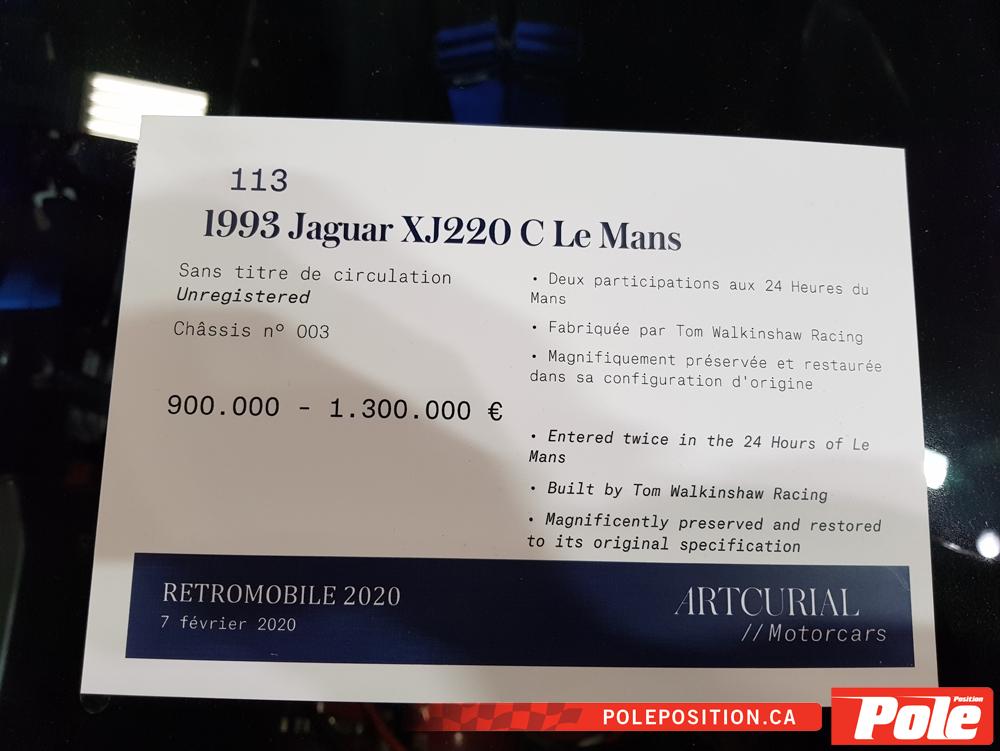 113
1993 Jaguar XJ220 C Le Mans
Sans titre de circulation
Unregistered
Châssis nº 003
900.000 - 1.300.000 €
• Deux participations aux 24 Heures du
Mans
• Fabriquée par Tom Walkinshaw Racing
• Magnifiquement préservée et restaurée
dans sa configuration d'origine
• Entered twice in the 24 Hours of Le
Mans
• Built by Tom Walkinshaw Racing
• Magnificently preserved and restored
to its original specification
RETROMOBILE 2020
7 février 2020
ARTCURIAL
//Motorcars
POLEPOSITION.CA
Pole
Position